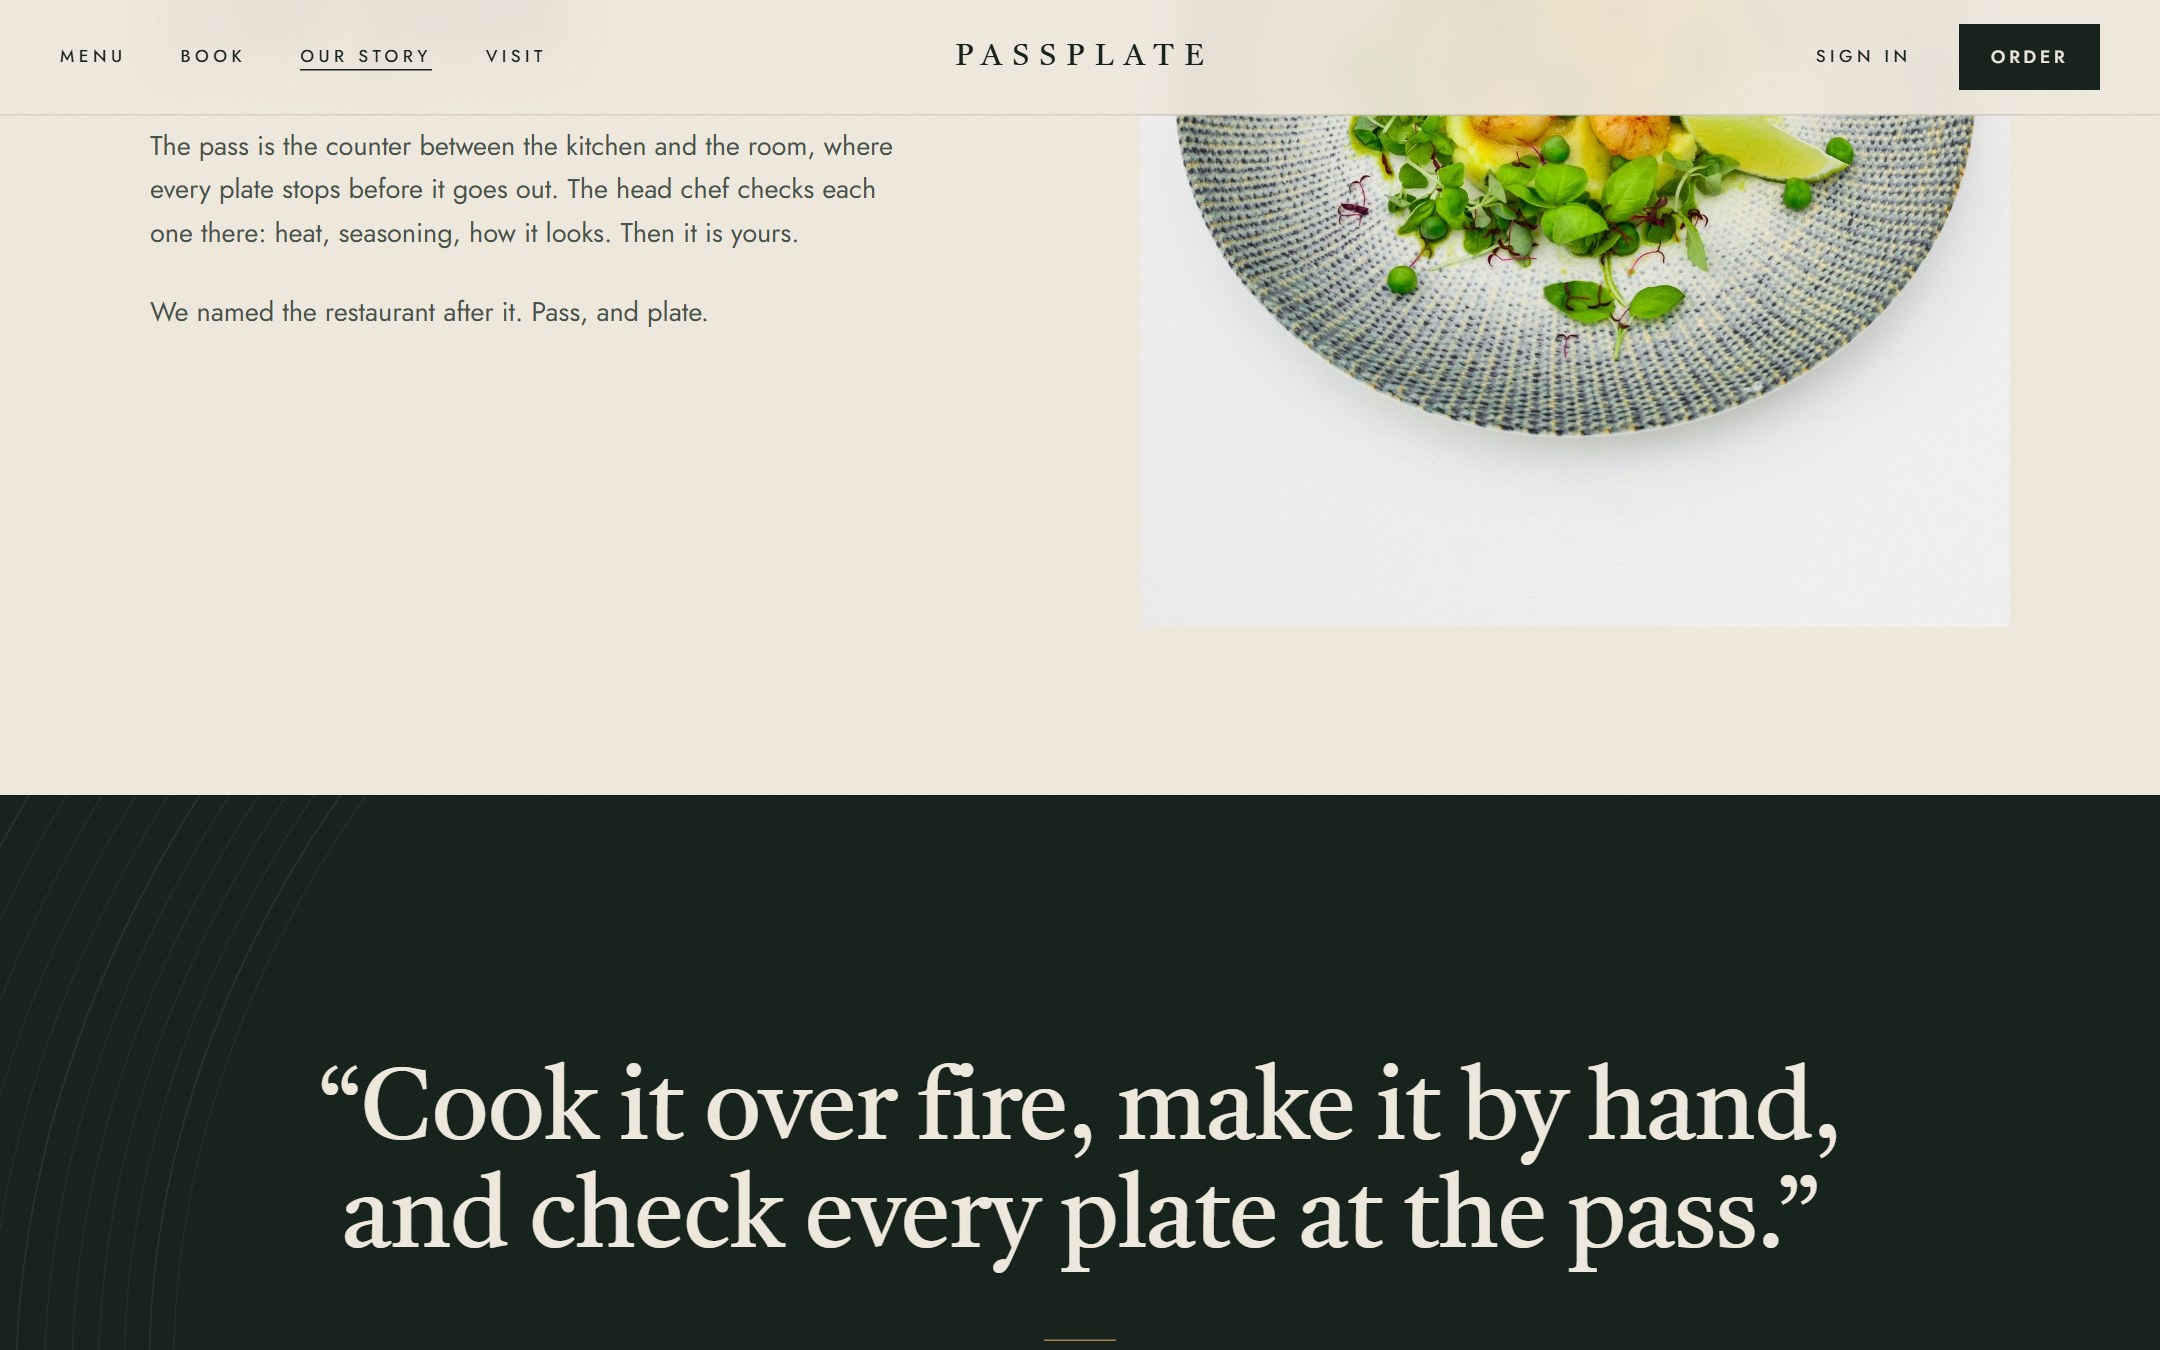 MENU BOOK OUR STORY VISIT PASSPLATE SIGN IN ORDER
The pass is the counter between the kitchen and the room, where
every plate stops before it goes out. The head chef checks each
one there: heat, seasoning, how it looks. Then it is yours.
We named the restaurant after it. Pass, and plate.
“Cook it over fire, make it by hand,
and check every plate at the pass.”